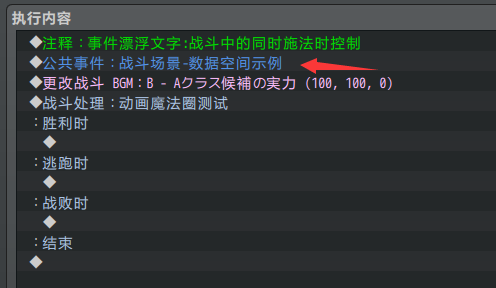 执行内容
◆注释：事件漂浮文字:战斗中的同时施法时控制
◆公共事件：战斗场景-数据空间示例
◆更改战斗 BGM：B - Aクラス候補の実力 (100, 100, 0)
◆战斗处理：动画魔法圈测试
：胜利时
◆
：逃跑时
◆
：战败时
◆
：结束
◆